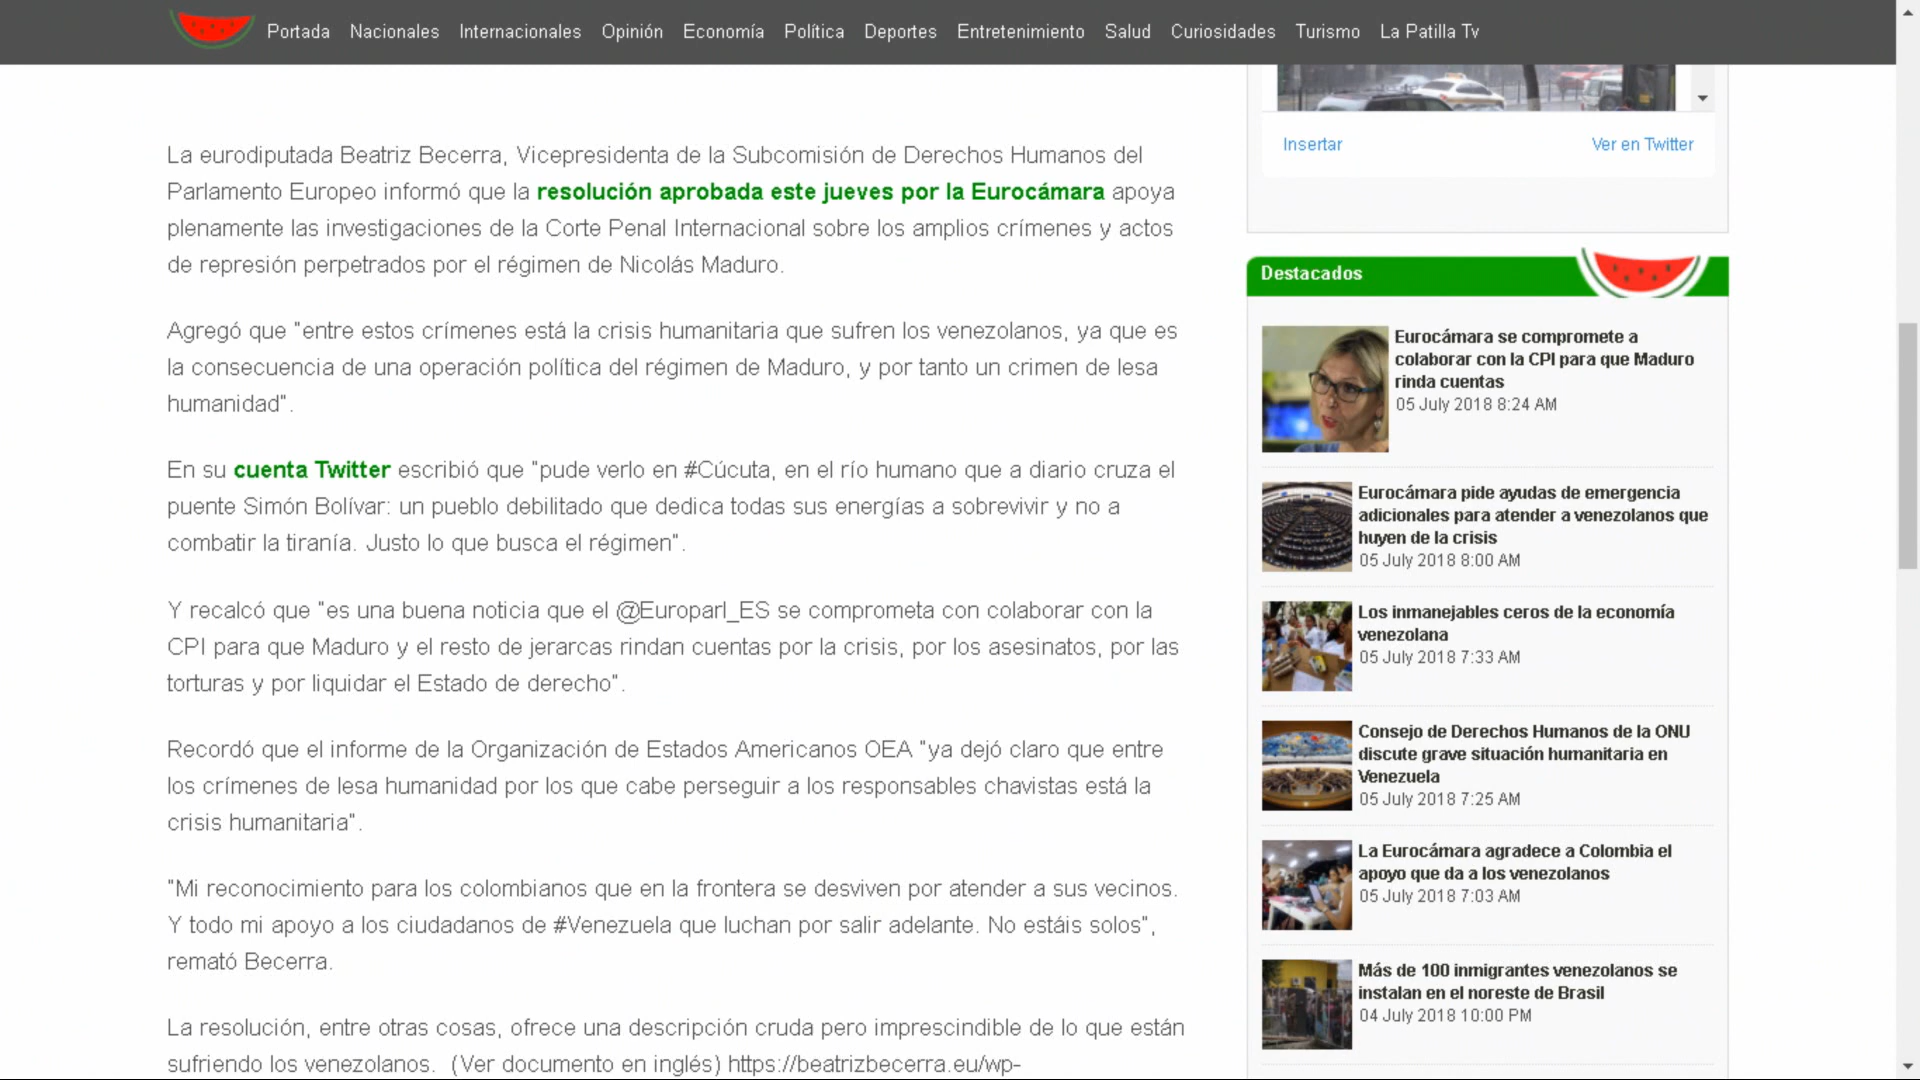 Portada Nacionales Internacionales Opinión Economía Política Deportes Entretenimiento Salud Curiosidades Turismo La Patilla Tv
La eurodiputada Beatriz Becerra, Vicepresidenta de la Subcomisión de Derechos Humanos del
Parlamento Europeo informó que la resolución aprobada este jueves por la Eurocámara apoya
plenamente las investigaciones de la Corte Penal Internacional sobre los amplios crímenes y actos
de represión perpetrados por el régimen de Nicolás Maduro.
Agregó que "entre estos crímenes está la crisis humanitaria que sufren los venezolanos, ya que es
la consecuencia de una operación política del régimen de Maduro, y por tanto un crimen de lesa
humanidad".
En su cuenta Twitter escribió que "pude verlo en #Cúcuta, en el río humano que a diario cruza el
puente Simón Bolívar: un pueblo debilitado que dedica todas sus energías a sobrevivir y no a
combatir la tiranía. Justo lo que busca el régimen".
Y recalcó que "es una buena noticia que el @Europarl_ES se comprometa con colaborar con la
CPI para que Maduro y el resto de jerarcas rindan cuentas por la crisis, por los asesinatos, por las
torturas y por liquidar el Estado de derecho".
Recordó que el informe de la Organización de Estados Americanos OEA "ya dejó claro que entre
los crímenes de lesa humanidad por los que cabe perseguir a los responsables chavistas está la
crisis humanitaria".
"Mi reconocimiento para los colombianos que en la frontera se desviven por atender a sus vecinos.
Y todo mi apoyo a los ciudadanos de #Venezuela que luchan por salir adelante. No estáis solos",
remató Becerra.
La resolución, entre otras cosas, ofrece una descripción cruda pero imprescindible de lo que están
sufriendo los venezolanos. (Ver documento en inglés) https://beatrizbecerra.eu/wp-
Insertar Ver en Twitter
Destacados
Eurocámara se compromete a
colaborar con la CPI para que Maduro
rinda cuentas
05 July 2018 8:24 AM
Eurocámara pide ayudas de emergencia
adicionales para atender a venezolanos que
huyen de la crisis
05 July 2018 8:00 AM
Los inmanejables ceros de la economía
venezolana
05 July 2018 7:33 AM
Consejo de Derechos Humanos de la ONU
discute grave situación humanitaria en
Venezuela
05 July 2018 7:25 AM
La Eurocámara agradece a Colombia el
apoyo que da a los venezolanos
05 July 2018 7:03 AM
Más de 100 inmigrantes venezolanos se
instalan en el noreste de Brasil
04 July 2018 10:00 PM